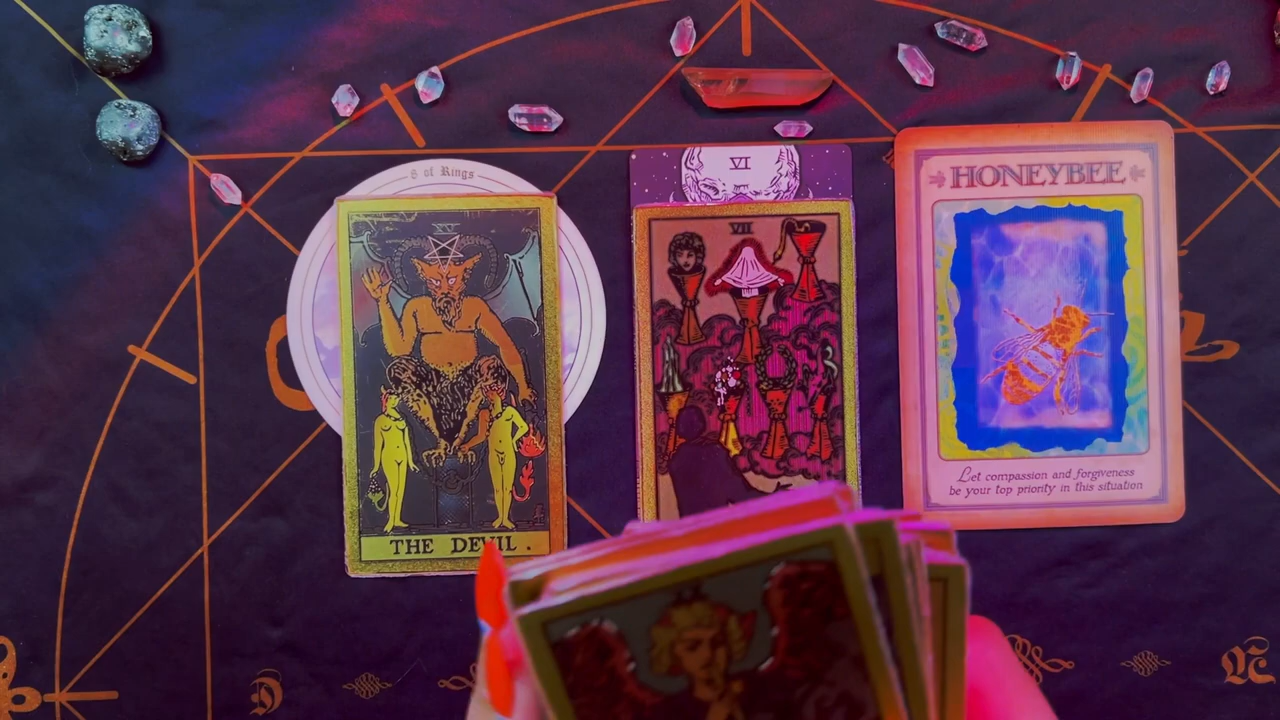 8 of Rings
VI
XV
VII
HONEYBEE
Let compassion and forgiveness
be your top priority in this situation
THE DEVIL.
D